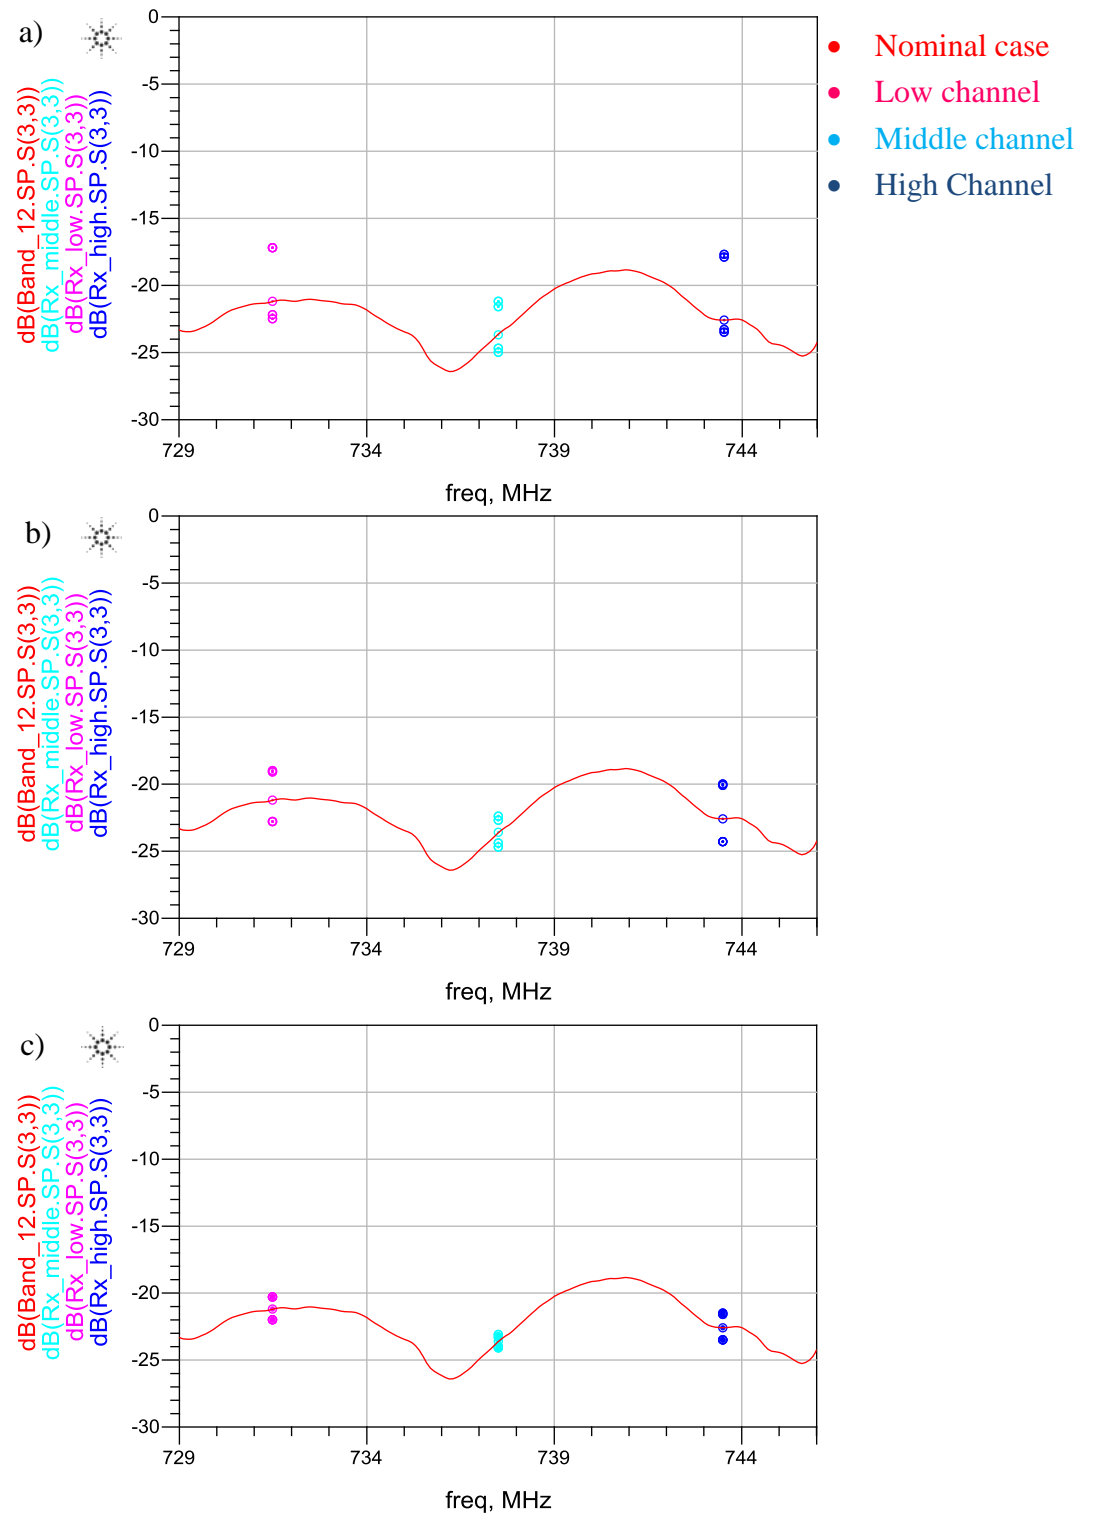 a)
Nominal case
Low channel
Middle channel
High Channel
dB(Band_12.SP.S(3,3))
dB(Rx_middle.SP.S(3,3))
dB(Rx_low.SP.S(3,3))
dB(Rx_high.SP.S(3,3))
0
-5
-10
-15
-20
-25
-30
729
734
739
744
freq, MHz
b)
dB(Band_12.SP.S(3,3))
dB(Rx_middle.SP.S(3,3))
dB(Rx_low.SP.S(3,3))
dB(Rx_high.SP.S(3,3))
0
-5
-10
-15
-20
-25
-30
729
734
739
744
freq, MHz
c)
dB(Band_12.SP.S(3,3))
dB(Rx_middle.SP.S(3,3))
dB(Rx_low.SP.S(3,3))
dB(Rx_high.SP.S(3,3))
0
-5
-10
-15
-20
-25
-30
729
734
739
744
freq, MHz